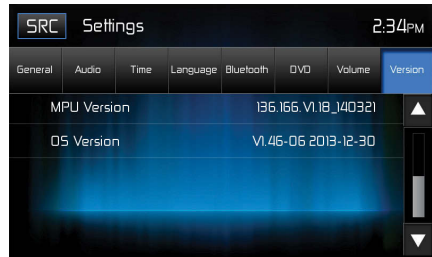 SRC Settings 2:34PM
General Audio Time Language Bluetooth DVD Volume Version
MPU Version 136.166.V1.18_140321
OS Version V1.46-06 2013-12-30